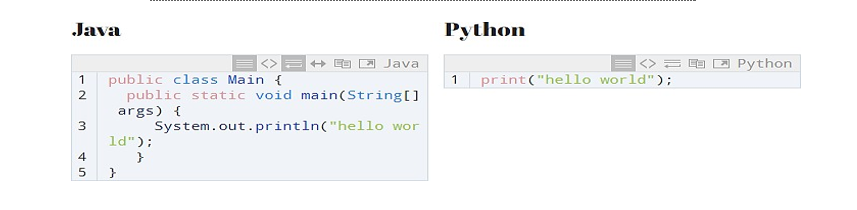 Java
Python
Java
1 public class Main {
2 public static void main(String[]
args) {
3 System.out.println("hello wor
ld");
4 }
5 }
Python
1 print("hello world");